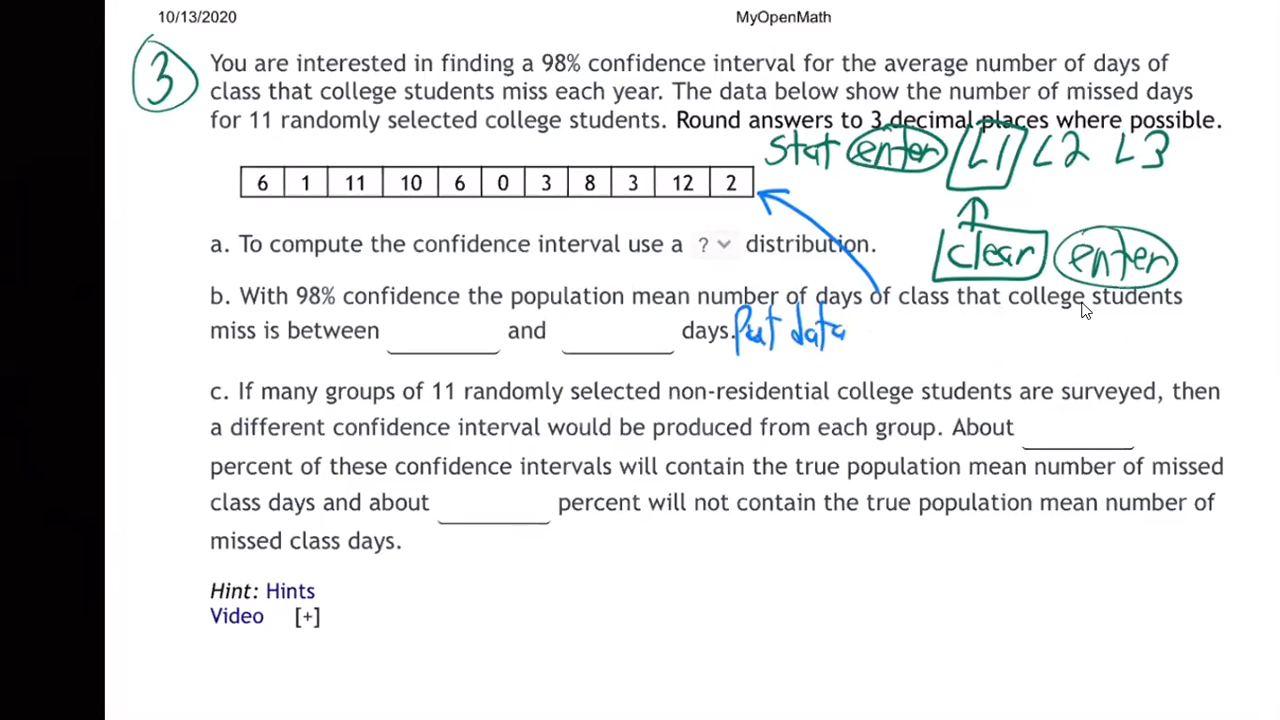 10/13/2020 MyOpenMath
3
You are interested in finding a 98% confidence interval for the average number of days of
class that college students miss each year. The data below show the number of missed days
for 11 randomly selected college students. Round answers to 3 decimal places where possible.
Stat enter L1 L2 L3
6 1 11 10 6 0 3 8 3 12 2
clear enter
a. To compute the confidence interval use a ? distribution.
b. With 98% confidence the population mean number of days of class that college students
miss is between ________ and ________ days.
Put data
c. If many groups of 11 randomly selected non-residential college students are surveyed, then
a different confidence interval would be produced from each group. About ________
percent of these confidence intervals will contain the true population mean number of missed
class days and about ________ percent will not contain the true population mean number of
missed class days.
Hint: Hints
Video [+]